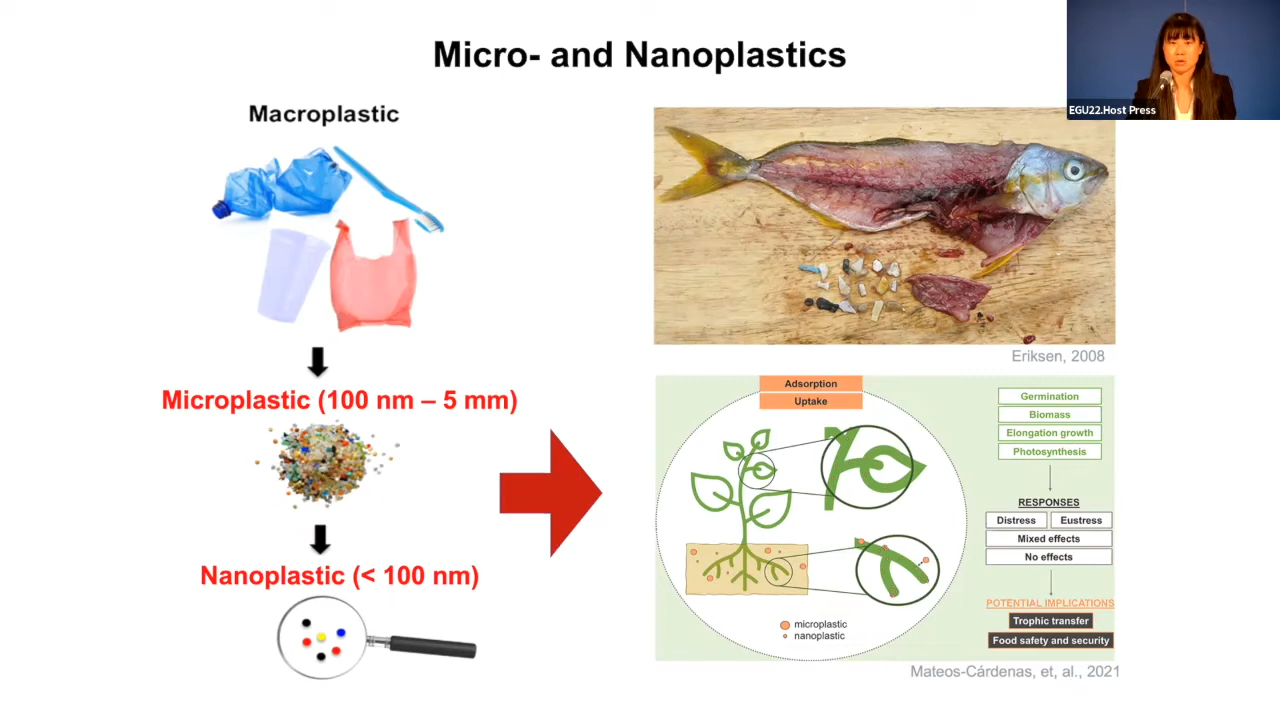 Micro- and Nanoplastics
EGU22.Host Press
Macroplastic
Microplastic (100 nm – 5 mm)
Nanoplastic (< 100 nm)
Eriksen, 2008
Adsorption
Uptake
microplastic
nanoplastic
Germination
Biomass
Elongation growth
Photosynthesis
RESPONSES
Distress Eustress
Mixed effects
No effects
POTENTIAL IMPLICATIONS
Trophic transfer
Food safety and security
Mateos-Cárdenas, et, al., 2021